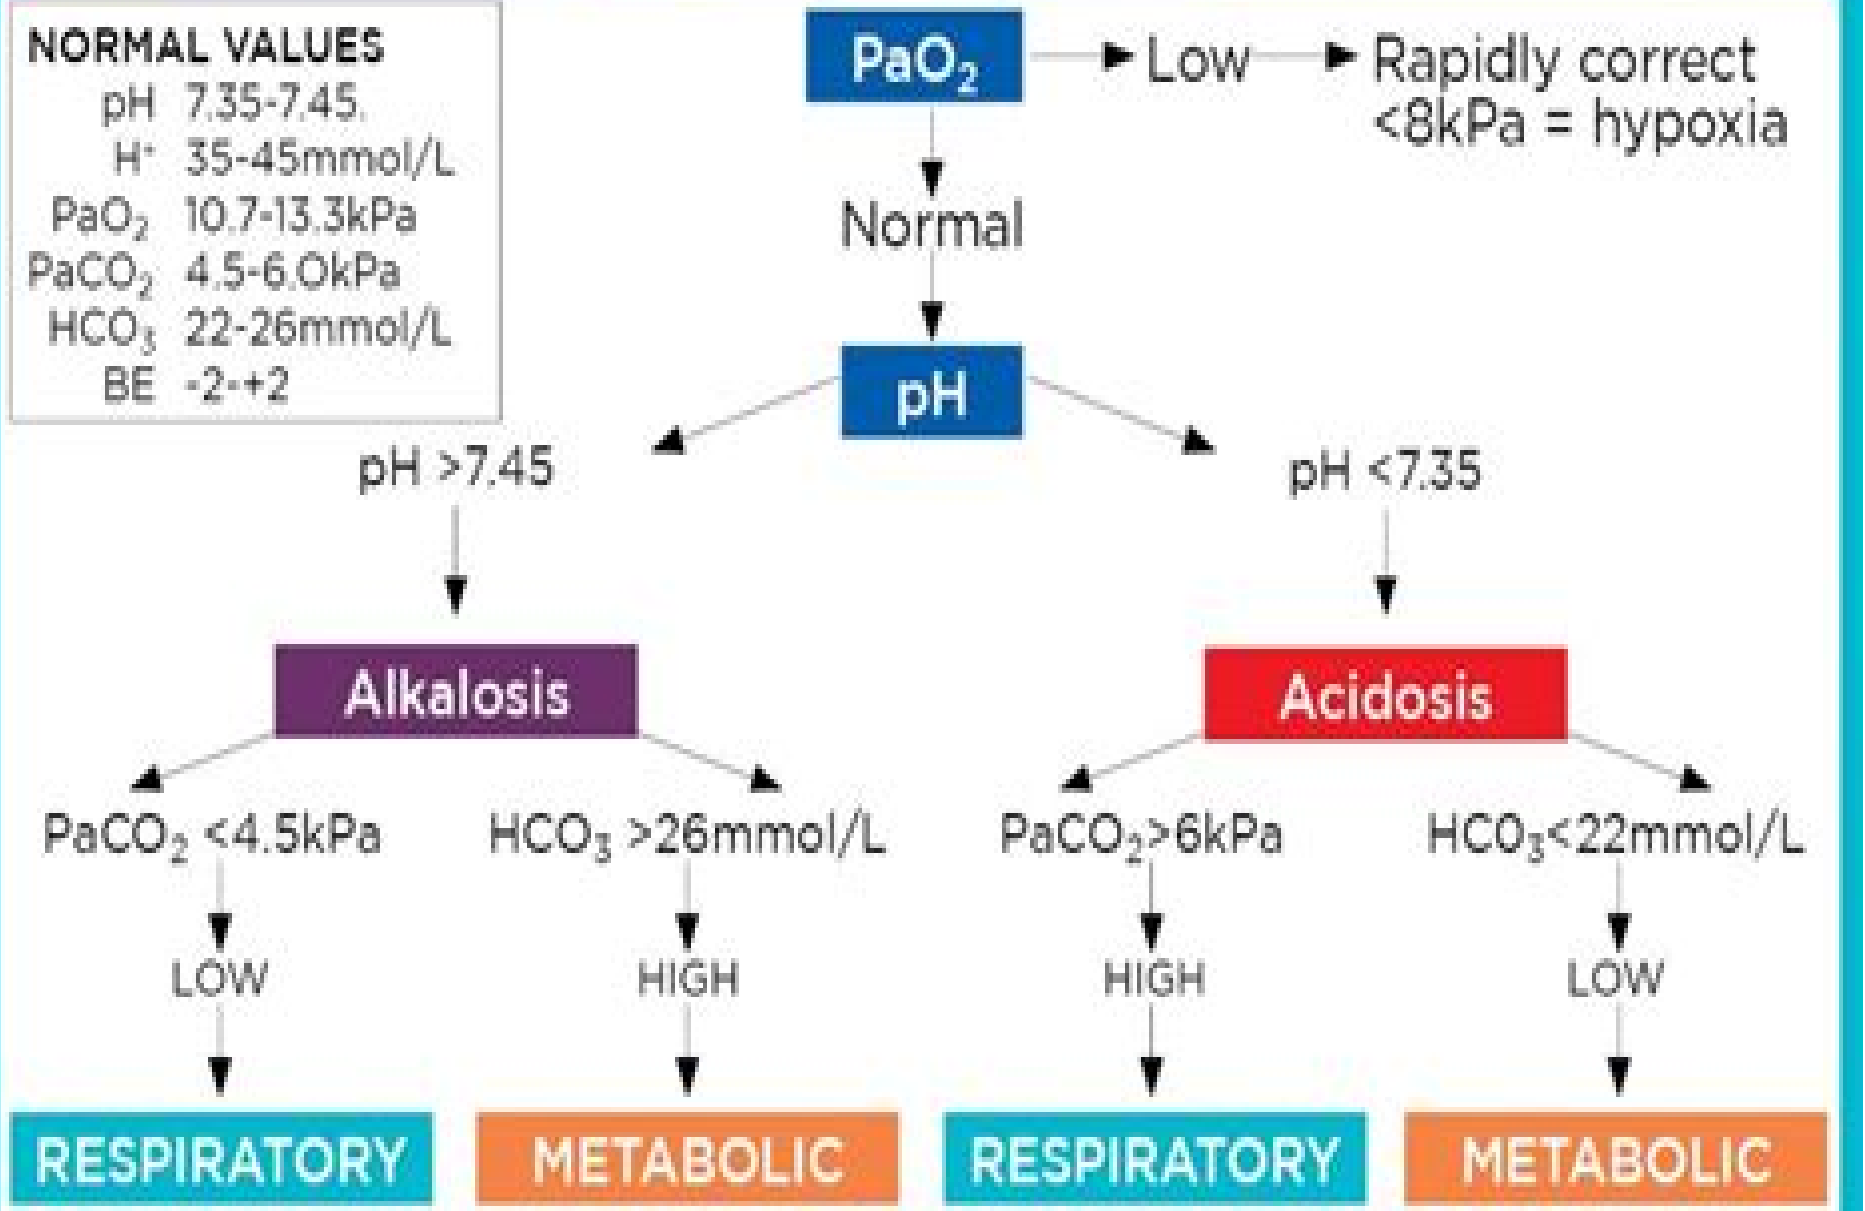 NORMAL VALUES
pH 7.35-7.45.
H⁺ 35-45mmol/L
PaO₂ 10.7-13.3kPa
PaCO₂ 4.5-6.0kPa
HCO₃ 22-26mmol/L
BE -2-+2
PaO₂
Low
Rapidly correct
<8kPa = hypoxia
Normal
pH
pH >7.45
pH <7.35
Alkalosis
Acidosis
PaCO₂ <4.5kPa
HCO₃ >26mmol/L
PaCO₂>6kPa
HCO₃<22mmol/L
LOW
HIGH
HIGH
LOW
RESPIRATORY
METABOLIC
RESPIRATORY
METABOLIC